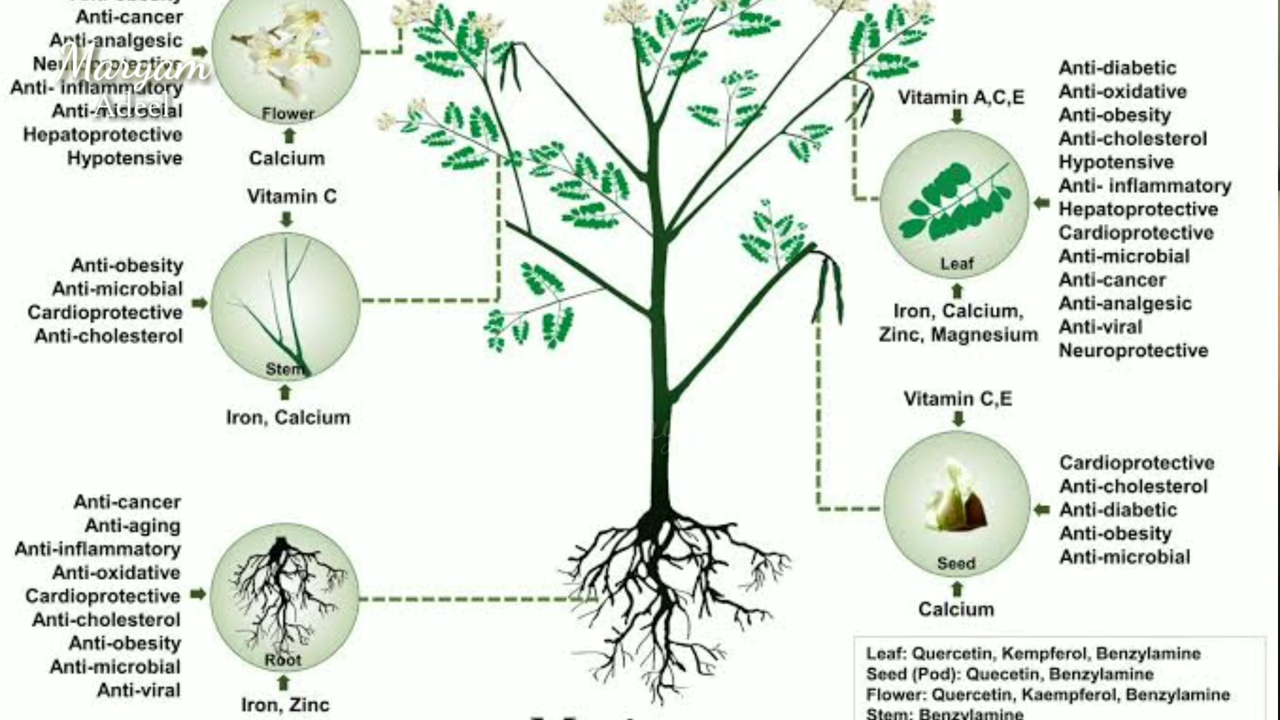 Anti-cancer
Anti-analgesic
Anti- inflammatory
Hepatoprotective
Hypotensive
Maryam
Adeel
Flower
Calcium
Vitamin C
Anti-obesity
Anti-microbial
Cardioprotective
Anti-cholesterol
Stem
Iron, Calcium
Anti-cancer
Anti-aging
Anti-inflammatory
Anti-oxidative
Cardioprotective
Anti-cholesterol
Anti-obesity
Anti-microbial
Anti-viral
Root
Iron, Zinc
Vitamin A,C,E
Leaf
Iron, Calcium,
Zinc, Magnesium
Anti-diabetic
Anti-oxidative
Anti-obesity
Anti-cholesterol
Hypotensive
Anti- inflammatory
Hepatoprotective
Cardioprotective
Anti-microbial
Anti-cancer
Anti-analgesic
Anti-viral
Neuroprotective
Vitamin C,E
Seed
Calcium
Cardioprotective
Anti-cholesterol
Anti-diabetic
Anti-obesity
Anti-microbial
Leaf: Quercetin, Kempferol, Benzylamine
Seed (Pod): Quecetin, Benzylamine
Flower: Quercetin, Kaempferol, Benzylamine
Stem: Benzylamine